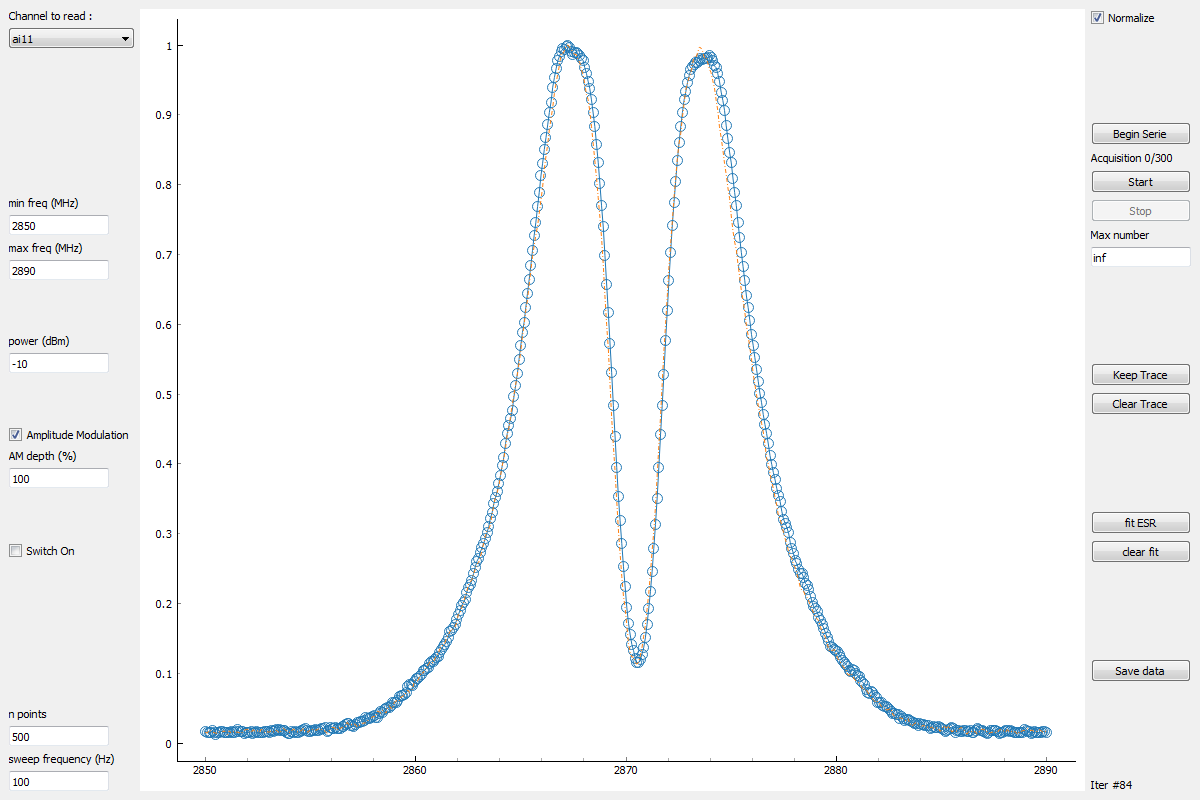 Channel to read :
ai11
min freq (MHz)
2850
max freq (MHz)
2890
power (dBm)
-10
Amplitude Modulation
AM depth (%)
100
Switch On
n points
500
sweep frequency (Hz)
100
1
0.9
0.8
0.7
0.6
0.5
0.4
0.3
0.2
0.1
0
2850
2860
2870
2880
2890
Normalize
Begin Serie
Acquisition 0/300
Start
Stop
Max number
inf
Keep Trace
Clear Trace
fit ESR
clear fit
Save data
Iter #84